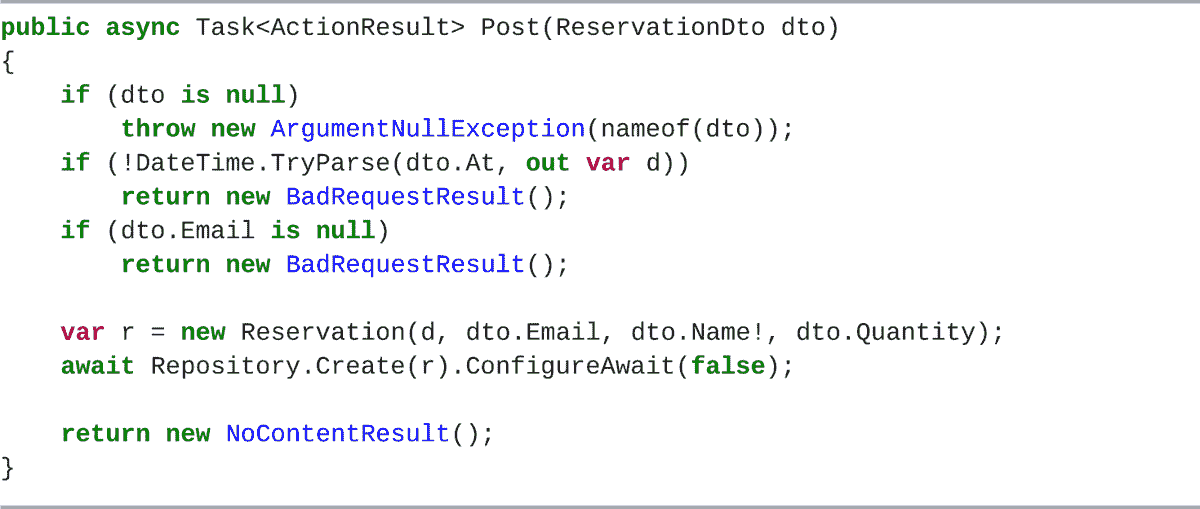 public async Task<ActionResult> Post(ReservationDto dto)
{
    if (dto is null)
        throw new ArgumentNullException(nameof(dto));
    if (!DateTime.TryParse(dto.At, out var d))
        return new BadRequestResult();
    if (dto.Email is null)
        return new BadRequestResult();

    var r = new Reservation(d, dto.Email, dto.Name!, dto.Quantity);
    await Repository.Create(r).ConfigureAwait(false);

    return new NoContentResult();
}